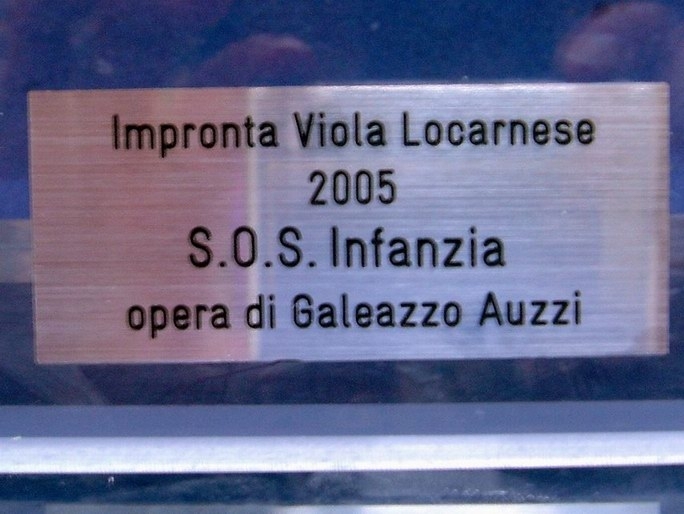 Impronta Viola Locarnese
2005
S.O.S. Infanzia
opera di Galeazzo Auzzi